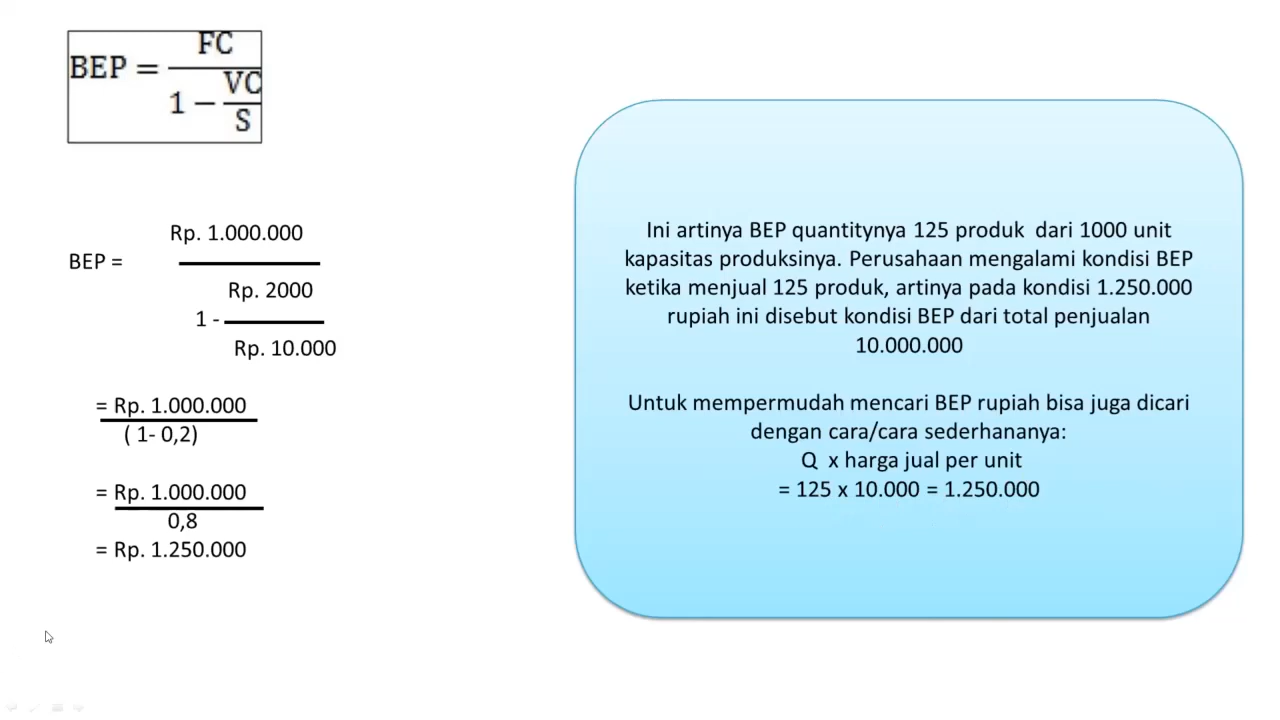 FC
BEP =
VC
1 −
S
Rp. 1.000.000
BEP =
Rp. 2000
1 -
Rp. 10.000
= Rp. 1.000.000
( 1- 0,2)
= Rp. 1.000.000
0,8
= Rp. 1.250.000
Ini artinya BEP quantitynya 125 produk dari 1000 unit
kapasitas produksinya. Perusahaan mengalami kondisi BEP
ketika menjual 125 produk, artinya pada kondisi 1.250.000
rupiah ini disebut kondisi BEP dari total penjualan
10.000.000
Untuk mempermudah mencari BEP rupiah bisa juga dicari
dengan cara/cara sederhananya:
Q x harga jual per unit
= 125 x 10.000 = 1.250.000